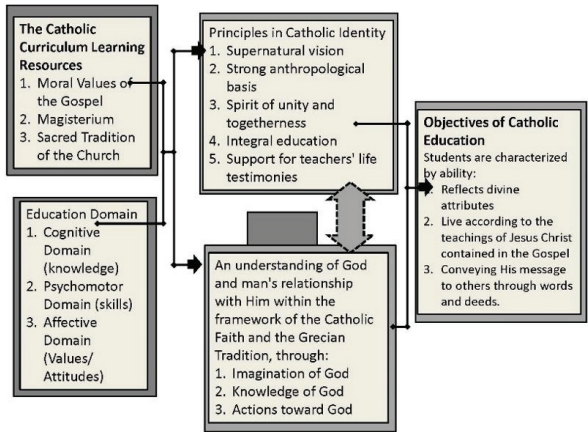 The Catholic
Curriculum Learning
Resources
1. Moral Values of
the Gospel
2. Magisterium
3. Sacred Tradition
of the Church
Education Domain
1. Cognitive
Domain
(knowledge)
2. Psychomotor
Domain (skills)
3. Affective
Domain
(Values/
Attitudes)
Principles in Catholic Identity
1. Supernatural vision
2. Strong anthropological
basis
3. Spirit of unity and
togetherness
4. Integral education
5. Support for teachers' life
testimonies
An understanding of God
and man's relationship
with Him within the
framework of the Catholic
Faith and the Grecian
Tradition, through:
1. Imagination of God
2. Knowledge of God
3. Actions toward God
Objectives of Catholic
Education
Students are characterized
by ability:
1. Reflects divine
attributes
2. Live according to the
teachings of Jesus Christ
contained in the Gospel
3. Conveying His message
to others through words
and deeds.